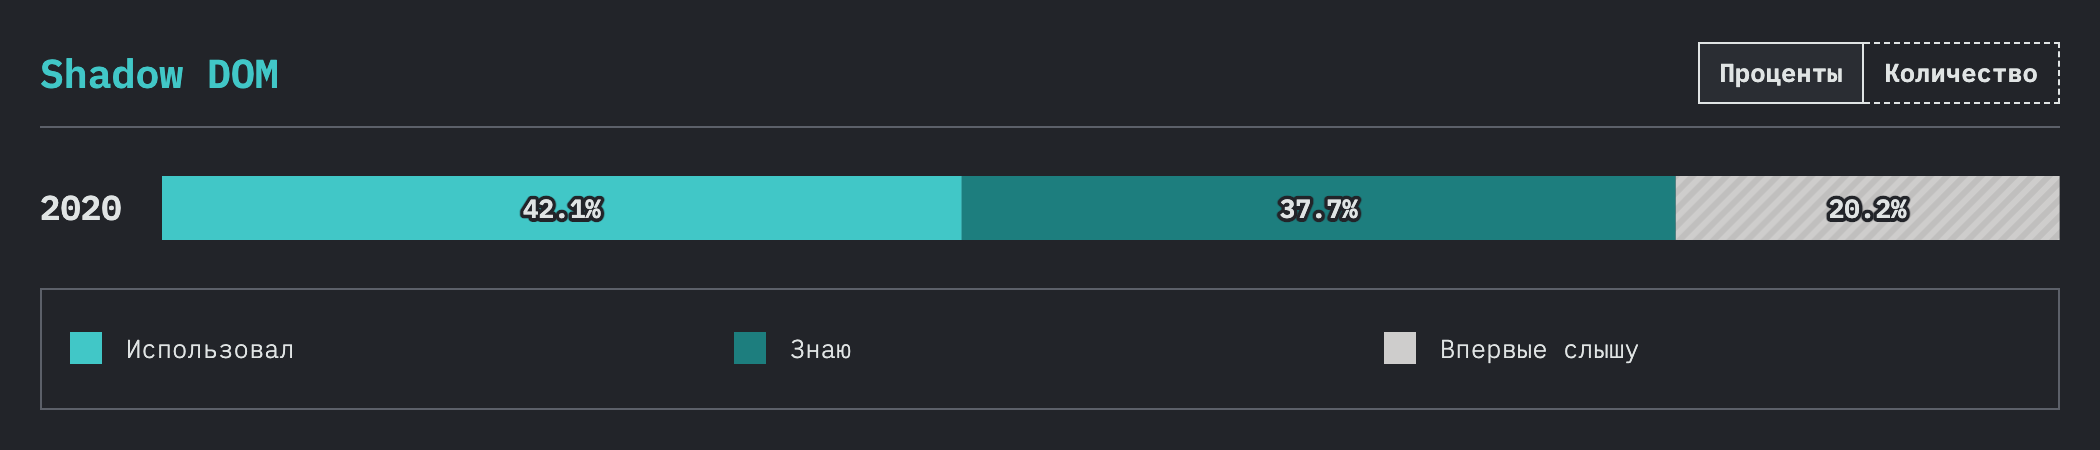 Shadow DOM
Проценты Количество
2020 42.1% 37.7% 20.2%
Использовал Знаю Впервые слышу